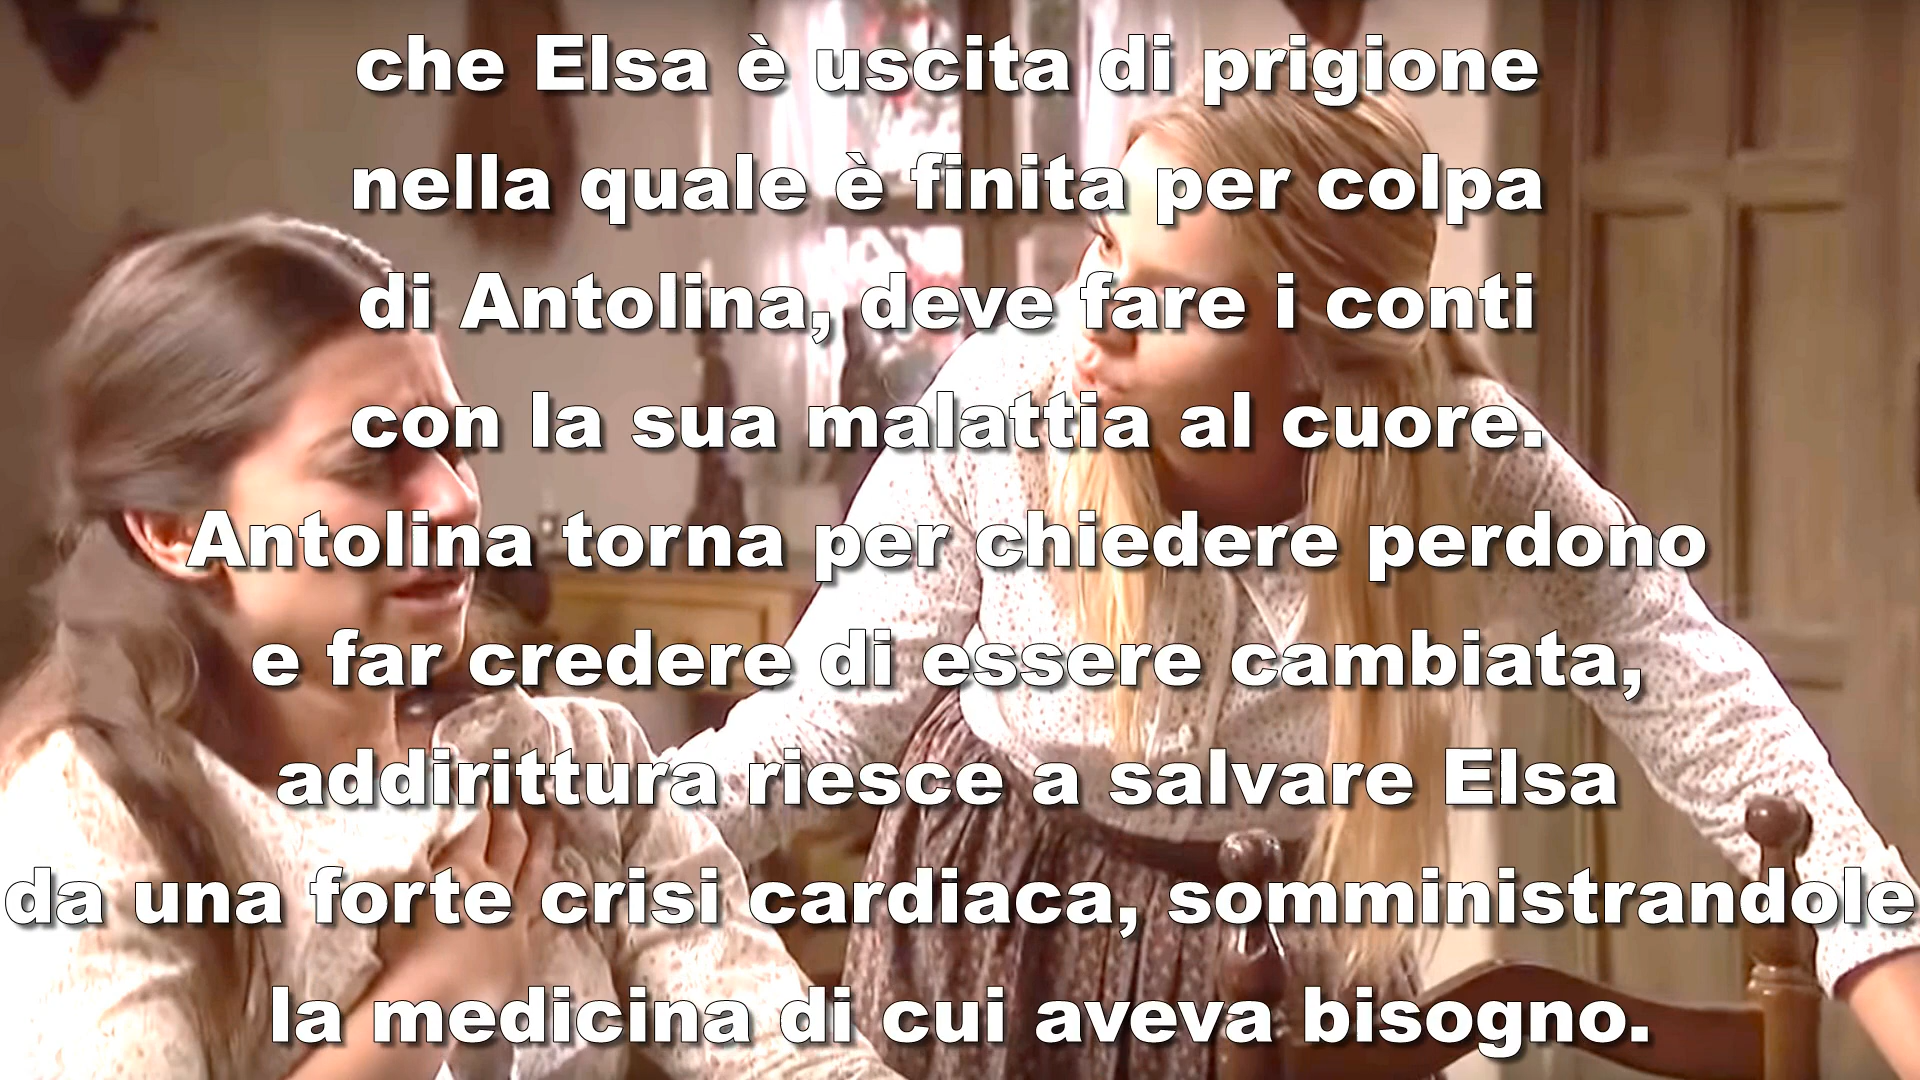 che Elsa è uscita di prigione
nella quale è finita per colpa
di Antolina, deve fare i conti
con la sua malattia al cuore.
Antolina torna per chiedere perdono
e far credere di essere cambiata,
addirittura riesce a salvare Elsa
da una forte crisi cardiaca, somministrandole
la medicina di cui aveva bisogno.